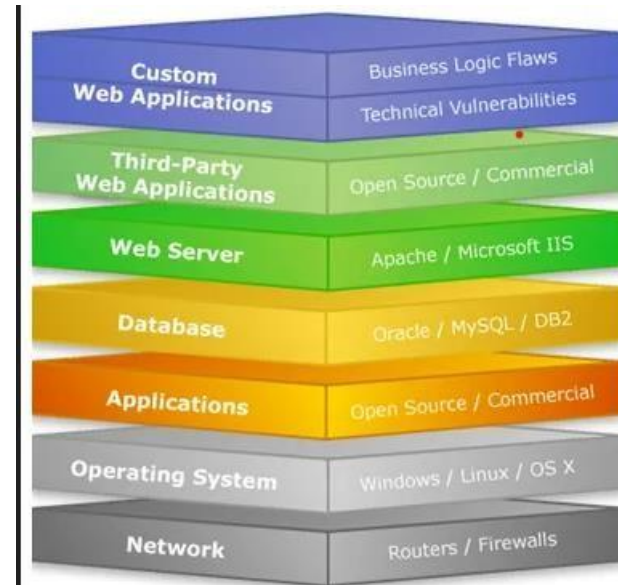 Custom
Web Applications
Business Logic Flaws
Technical Vulnerabilities
Third-Party
Web Applications
Open Source / Commercial
Web Server
Apache / Microsoft IIS
Database
Oracle / MySQL / DB2
Applications
Open Source / Commercial
Operating System
Windows / Linux / OS X
Network
Routers / Firewalls